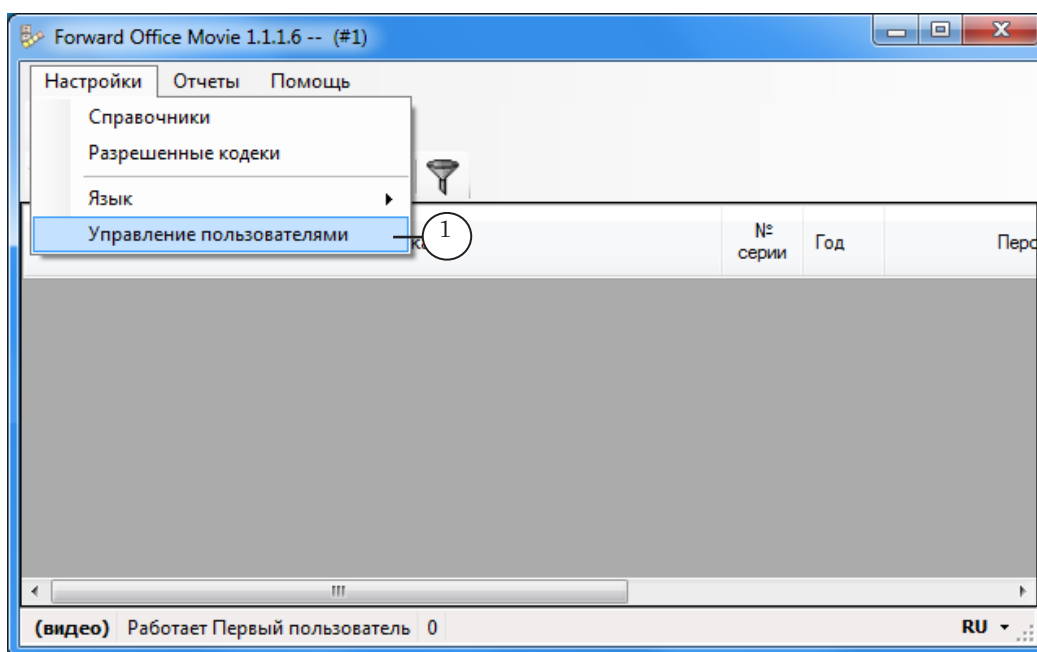 Forward Office Movie 1.1.1.6 -- (#1)
Настройки Отчеты Помощь
Справочники
Разрешенные кодеки
Язык
Управление пользователями
1
№ серии
Год
(видео) Работает Первый пользователь 0
RU